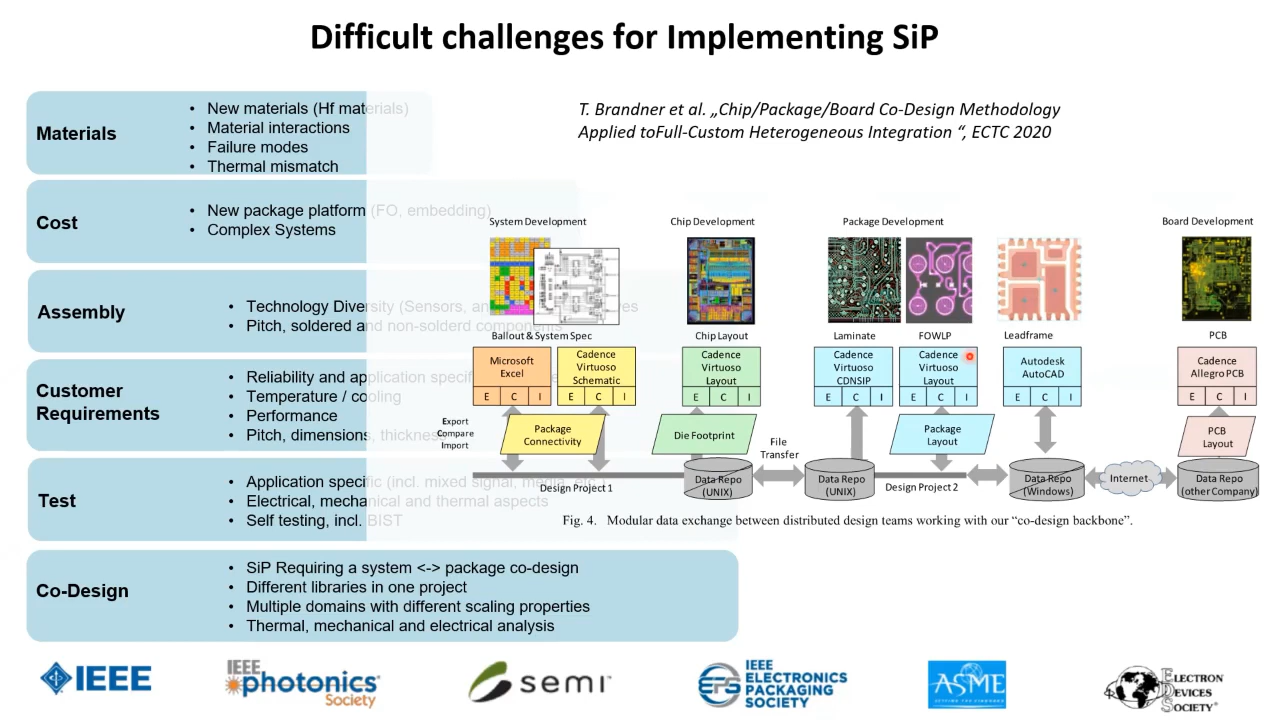 Difficult challenges for Implementing SiP
Materials
• New materials (Hf materials)
• Material interactions
• Failure modes
• Thermal mismatch
Cost
• New package platform (FO, embedding)
• Complex Systems
Assembly
• Technology Diversity (Sensors,
• Pitch, soldered and non-solderd components
Customer
Requirements
• Reliability and application
• Temperature / cooling
• Performance
• Pitch, dimensions, thickness
Test
• Application specific (incl. mixed signal, media, etc
• Electrical, mechanical and thermal aspects
• Self testing, incl. BIST
Co-Design
• SiP Requiring a system <-> package co-design
• Different libraries in one project
• Multiple domains with different scaling properties
• Thermal, mechanical and electrical analysis
T. Brandner et al. „Chip/Package/Board Co-Design Methodology
Applied toFull-Custom Heterogeneous Integration “, ECTC 2020
System Development
Chip Development
Package Development
Board Development
Ballout & System Spec
Chip Layout
Laminate
FOWLP
Leadframe
PCB
Microsoft
Excel
E C I
Cadence
Virtuoso
Schematic
E C I
Cadence
Virtuoso
Layout
E C I
Cadence
Virtuoso
CDNSIP
E C I
Cadence
Virtuoso
Layout
E C I
Autodesk
AutoCAD
E C I
Cadence
Allegro PCB
E C I
Export
Compare
Import
Package
Connectivity
Die Footprint
File
Transfer
Package
Layout
PCB
Layout
Design Project 1
Data Repo
(UNIX)
Data Repo
(UNIX)
Design Project 2
Data Repo
(Windows)
Internet
Data Repo
(other Company)
Fig. 4. Modular data exchange between distributed design teams working with our “co-design backbone”.
IEEE
IEEE
photonics
Society
semi
EPS
IEEE
ELECTRONICS
PACKAGING
SOCIETY
ASME
SETTING THE STANDARD
ELECTRON
DEVICES
SOCIETY®